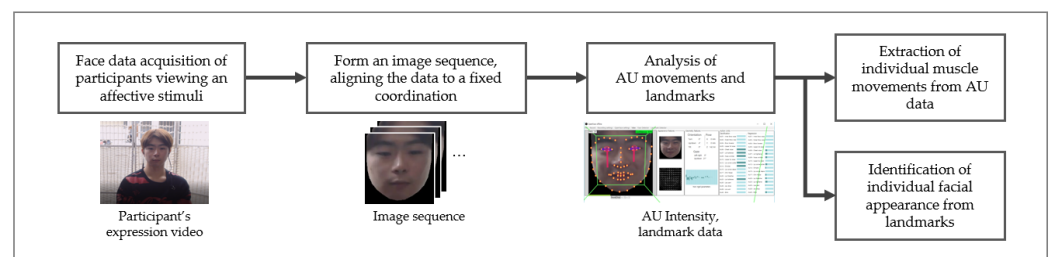 Face data acquisition of
participants viewing an
affective stimuli
Form an image sequence,
aligning the data to a fixed
coordination
Analysis of
AU movements and
landmarks
Extraction of
individual muscle
movements from AU
data
Identification of
individual facial
appearance from
landmarks
...
Participant's
expression video
Image sequence
AU Intensity,
landmark data